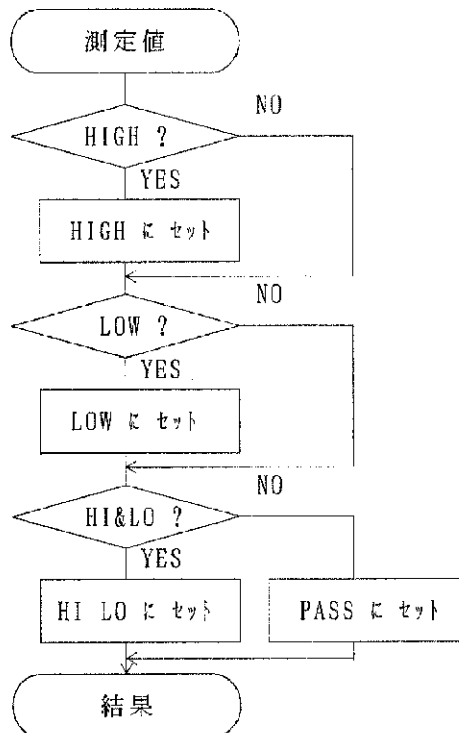 測定値
NO
HIGH ?
YES
HIGH に セット
NO
LOW ?
YES
LOW に セット
NO
HI&LO ?
YES
HI LO に セット
PASS に セット
結果